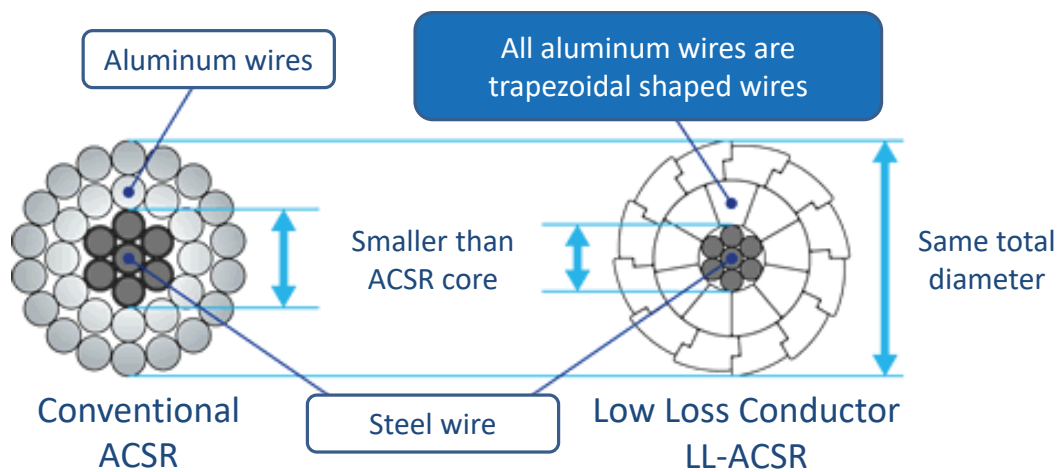 Aluminum wires
All aluminum wires are
trapezoidal shaped wires
Smaller than
ACSR core
Same total
diameter
Steel wire
Conventional
ACSR
Low Loss Conductor
LL-ACSR